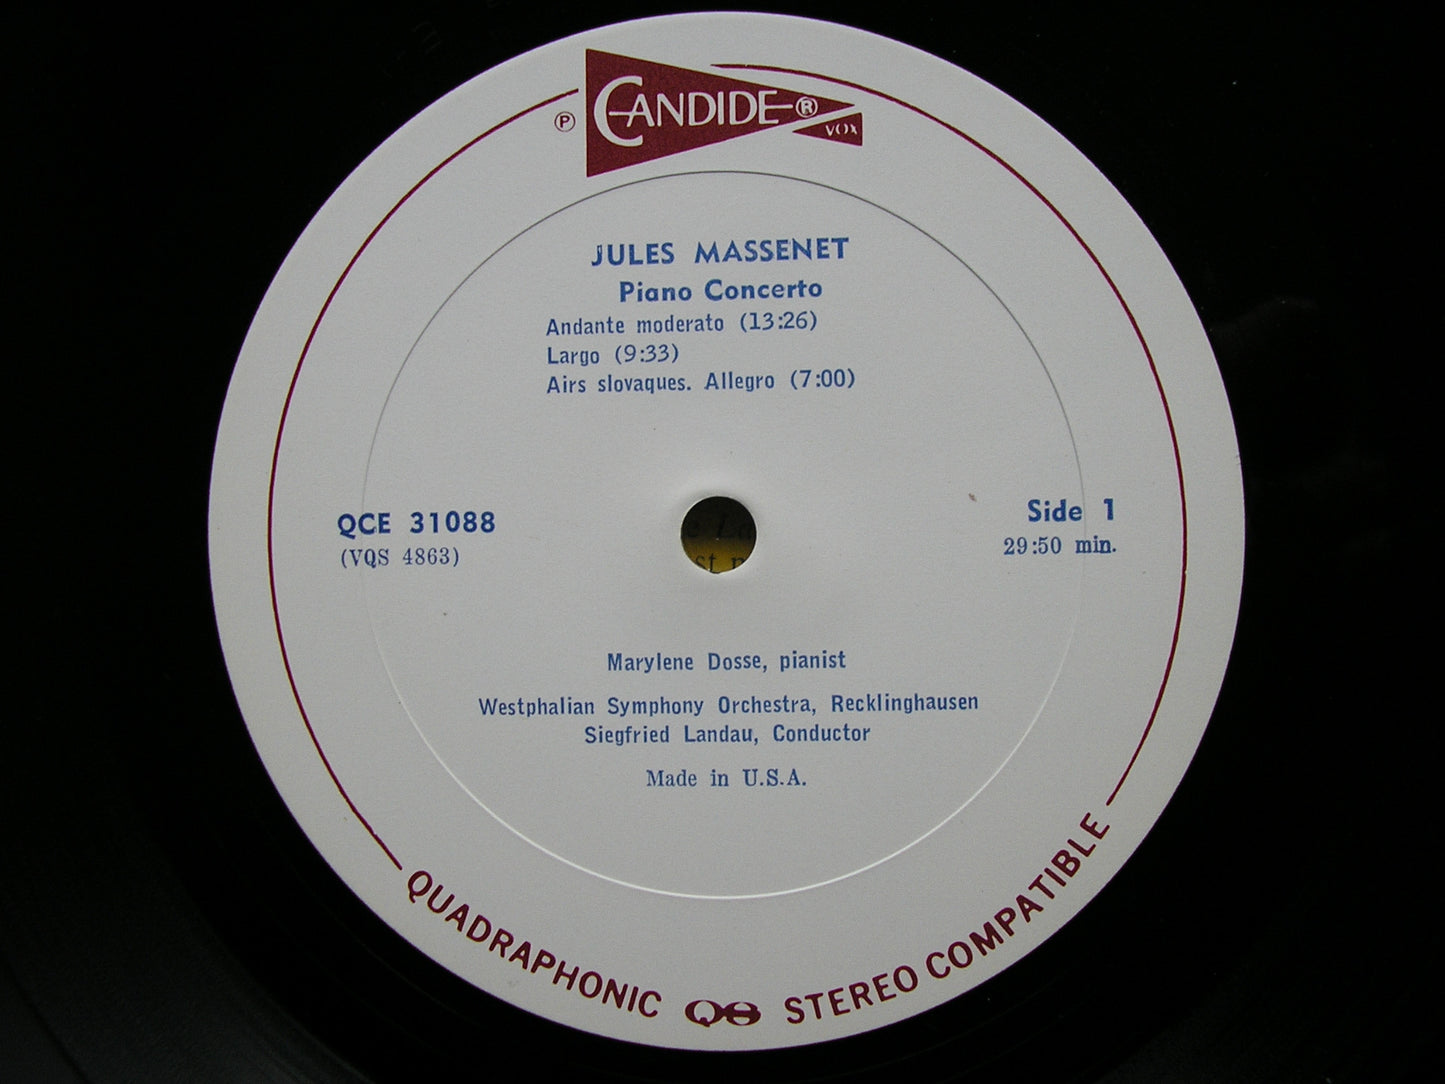 ℗ CANDIDE ®
VOX
JULES MASSENET
Piano Concerto
Andante moderato (13:26)
Largo (9:33)
Airs slovaques. Allegro (7:00)
QCE 31088
(VQS 4863)
Side 1
29:50 min.
Marylene Dosse, pianist
Westphalian Symphony Orchestra, Recklinghausen
Siegfried Landau, Conductor
Made in U.S.A.
QUADRAPHONIC QS STEREO COMPATIBLE